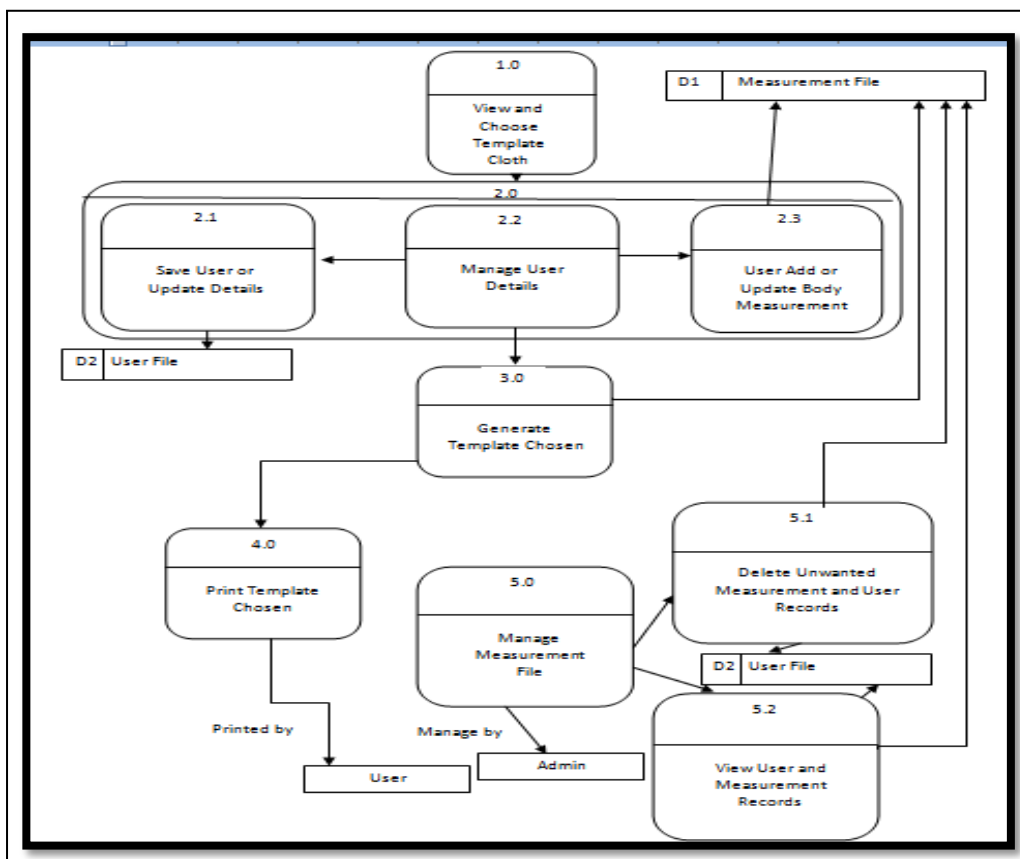 1.0
View and
Choose
Template
Cloth
D1 Measurement File
2.0
2.1
Save User or
Update Details
2.2
Manage User
Details
2.3
User Add or
Update Body
Measurement
D2 User File
3.0
Generate
Template Chosen
4.0
Print Template
Chosen
5.0
Manage
Measurement
File
5.1
Delete Unwanted
Measurement and User
Records
D2 User File
5.2
View User and
Measurement
Records
Printed by
User
Manage by
Admin